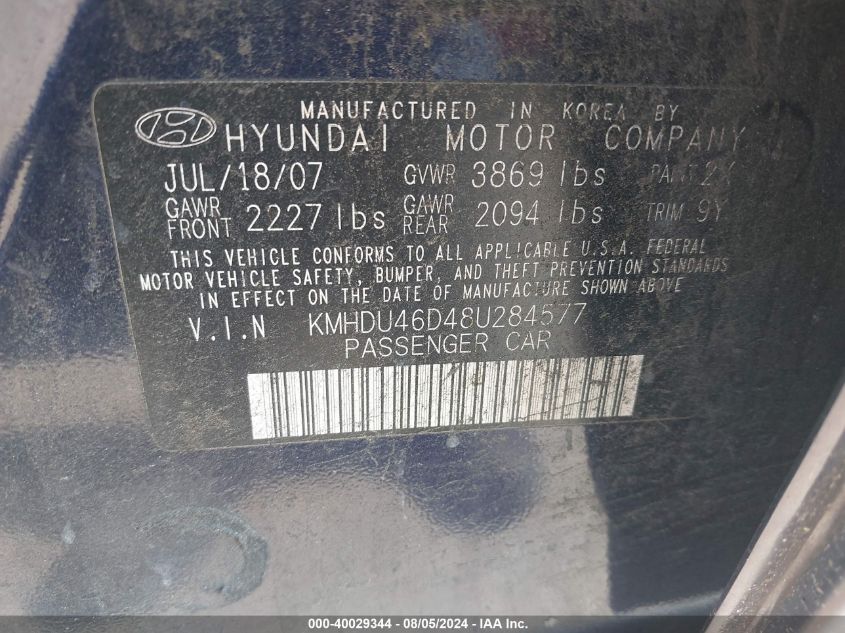 MANUFACTURED IN KOREA BY
HYUNDAI MOTOR COMPANY
JUL/18/07 GVWR 3869 lbs PAINT 2Y
GAWR FRONT 2227 lbs GAWR REAR 2094 lbs TRIM 9Y
THIS VEHICLE CONFORMS TO ALL APPLICABLE U.S.A. FEDERAL
MOTOR VEHICLE SAFETY, BUMPER, AND THEFT PREVENTION STANDARDS
IN EFFECT ON THE DATE OF MANUFACTURE SHOWN ABOVE
V.I.N KMHDU46D48U284577
PASSENGER CAR
000-40029344 - 08/05/2024 - IAA Inc.